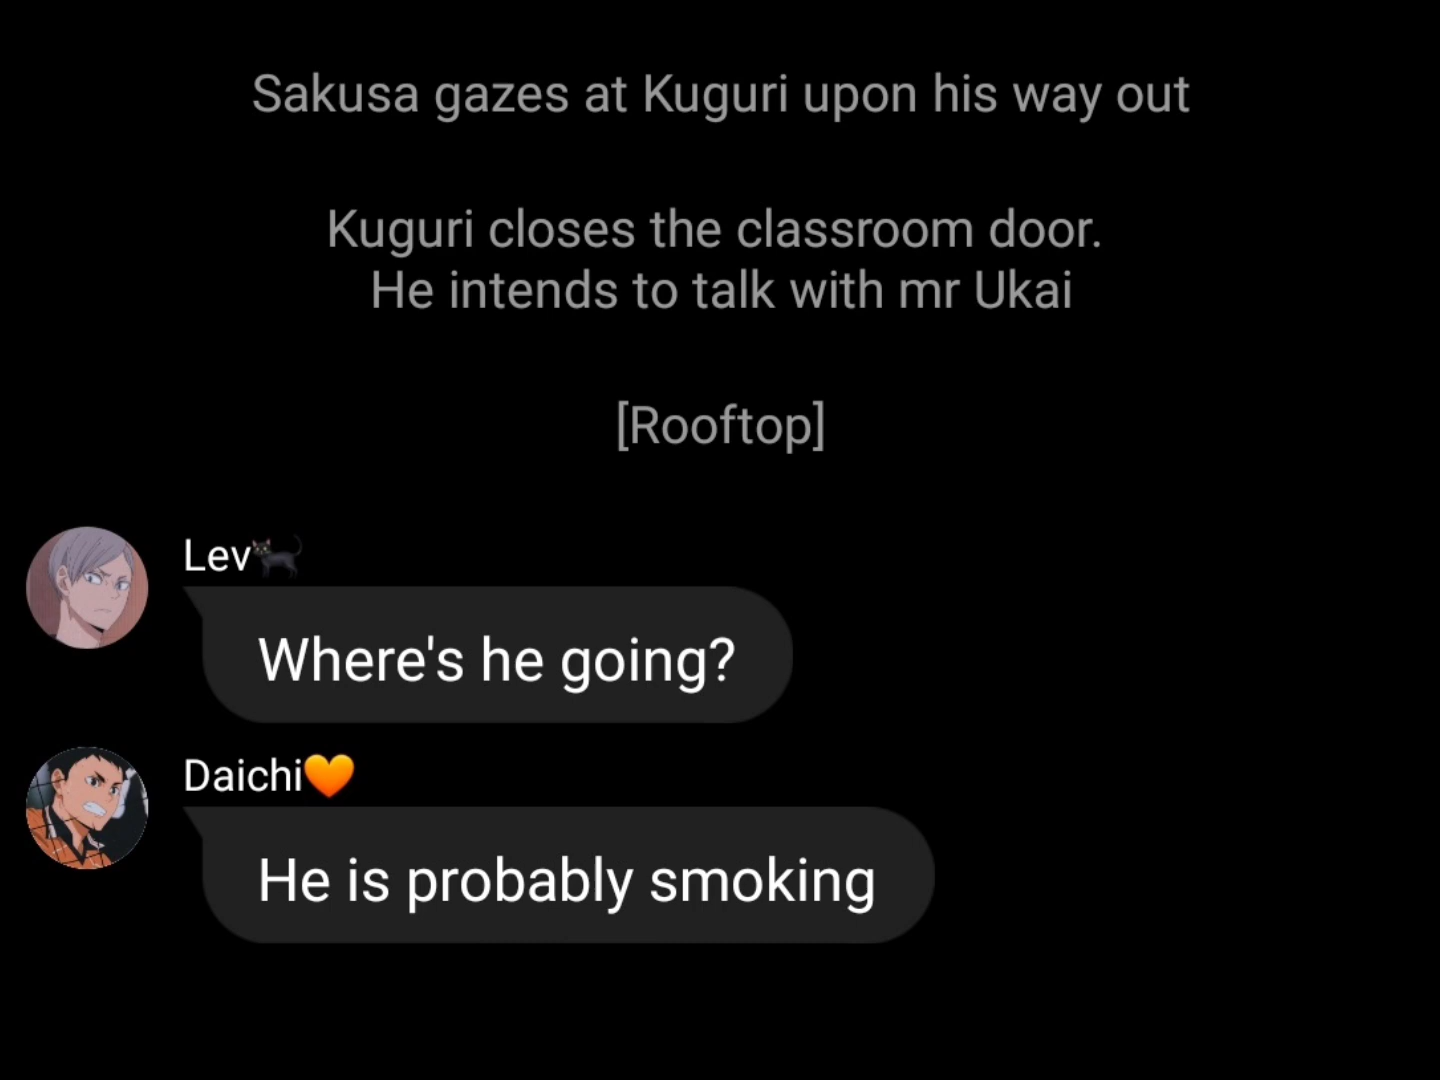 Sakusa gazes at Kuguri upon his way out
Kuguri closes the classroom door.
He intends to talk with mr Ukai
[Rooftop]
Lev🐈‍⬛
Where's he going?
Daichi🧡
He is probably smoking